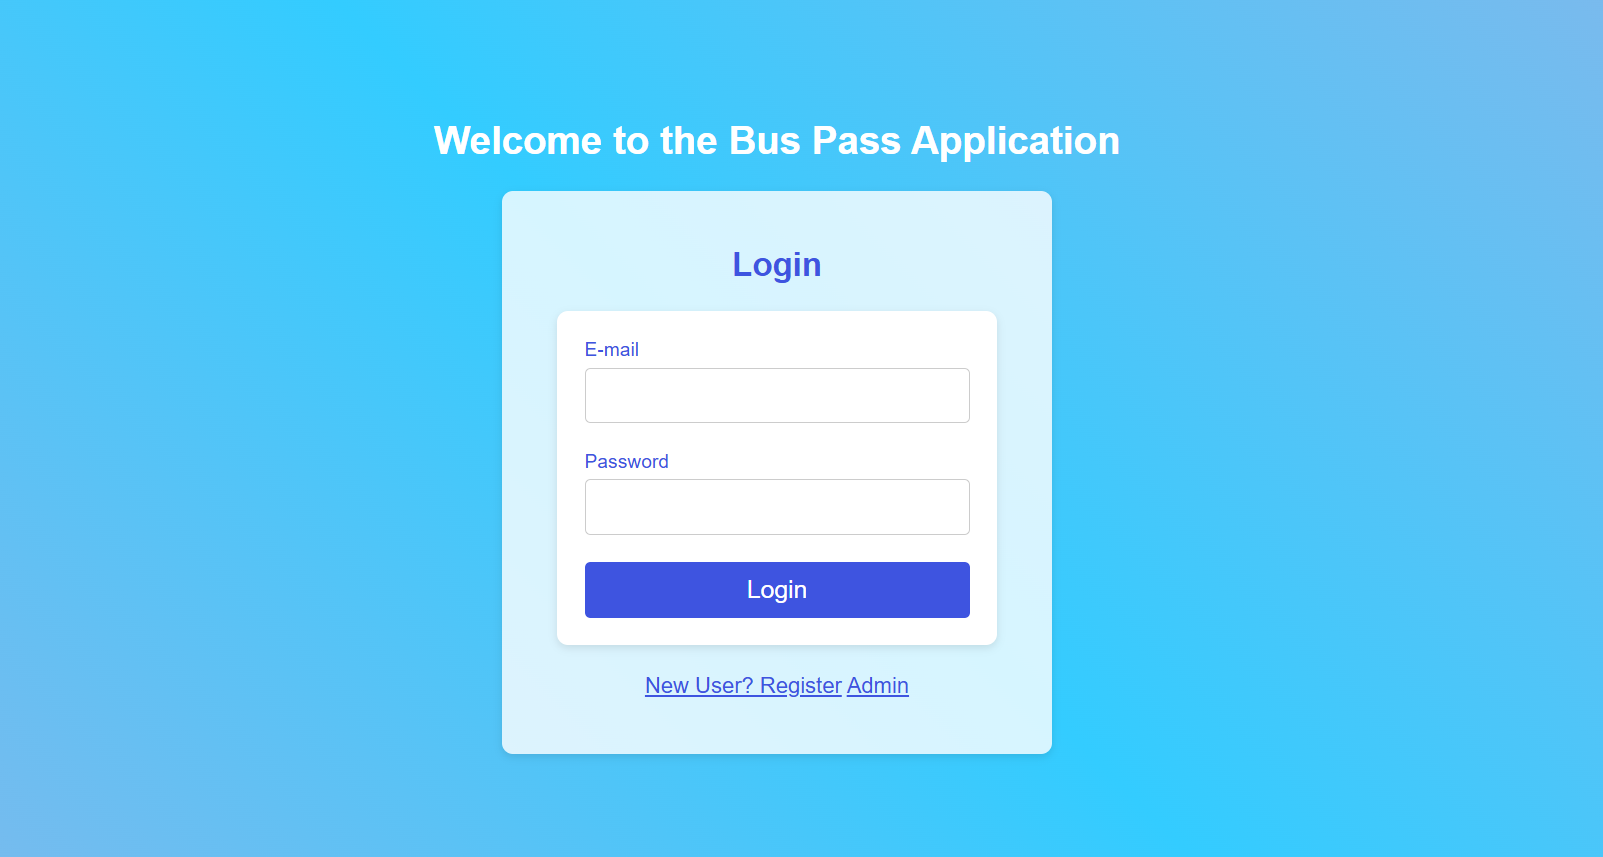 Welcome to the Bus Pass Application
Login
E-mail
Password
Login
New User? Register Admin